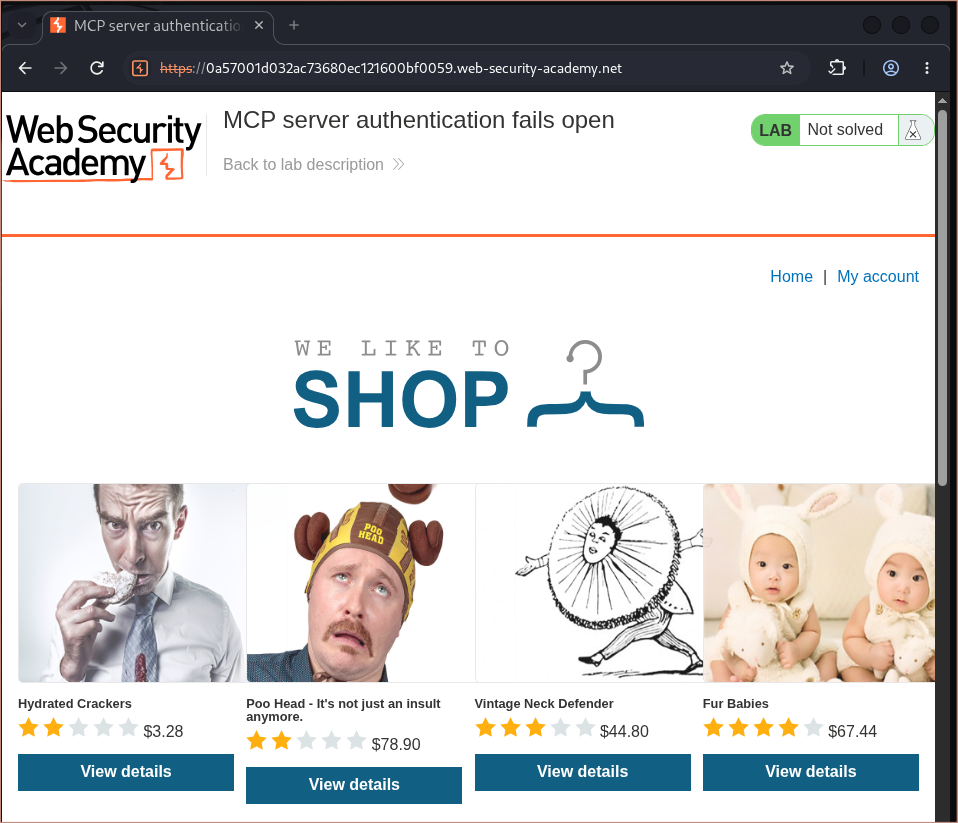 MCP server authenticatio
https://0a57001d032ac73680ec121600bf0059.web-security-academy.net
Web Security
Academy
MCP server authentication fails open
Back to lab description
LAB Not solved
Home | My account
WE LIKE TO
SHOP
POO
HEAD
Hydrated Crackers
$3.28
View details
Poo Head - It's not just an insult
anymore.
$78.90
View details
Vintage Neck Defender
$44.80
View details
Fur Babies
$67.44
View details